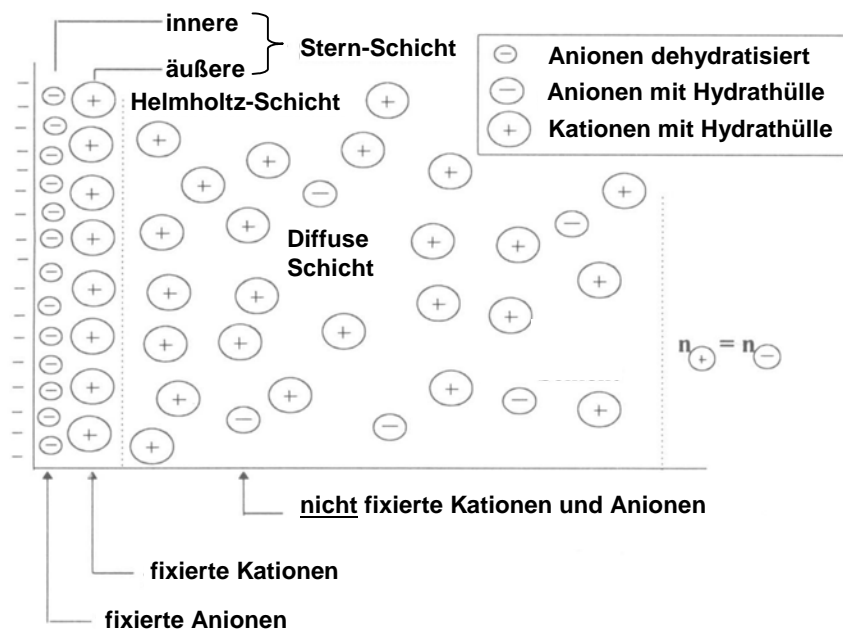 innere
äußere
Stern-Schicht
Helmholtz-Schicht
Anionen dehydratisiert
Anionen mit Hydrathülle
Kationen mit Hydrathülle
Diffuse
Schicht
n+ = n−
nicht fixierte Kationen und Anionen
fixierte Kationen
fixierte Anionen